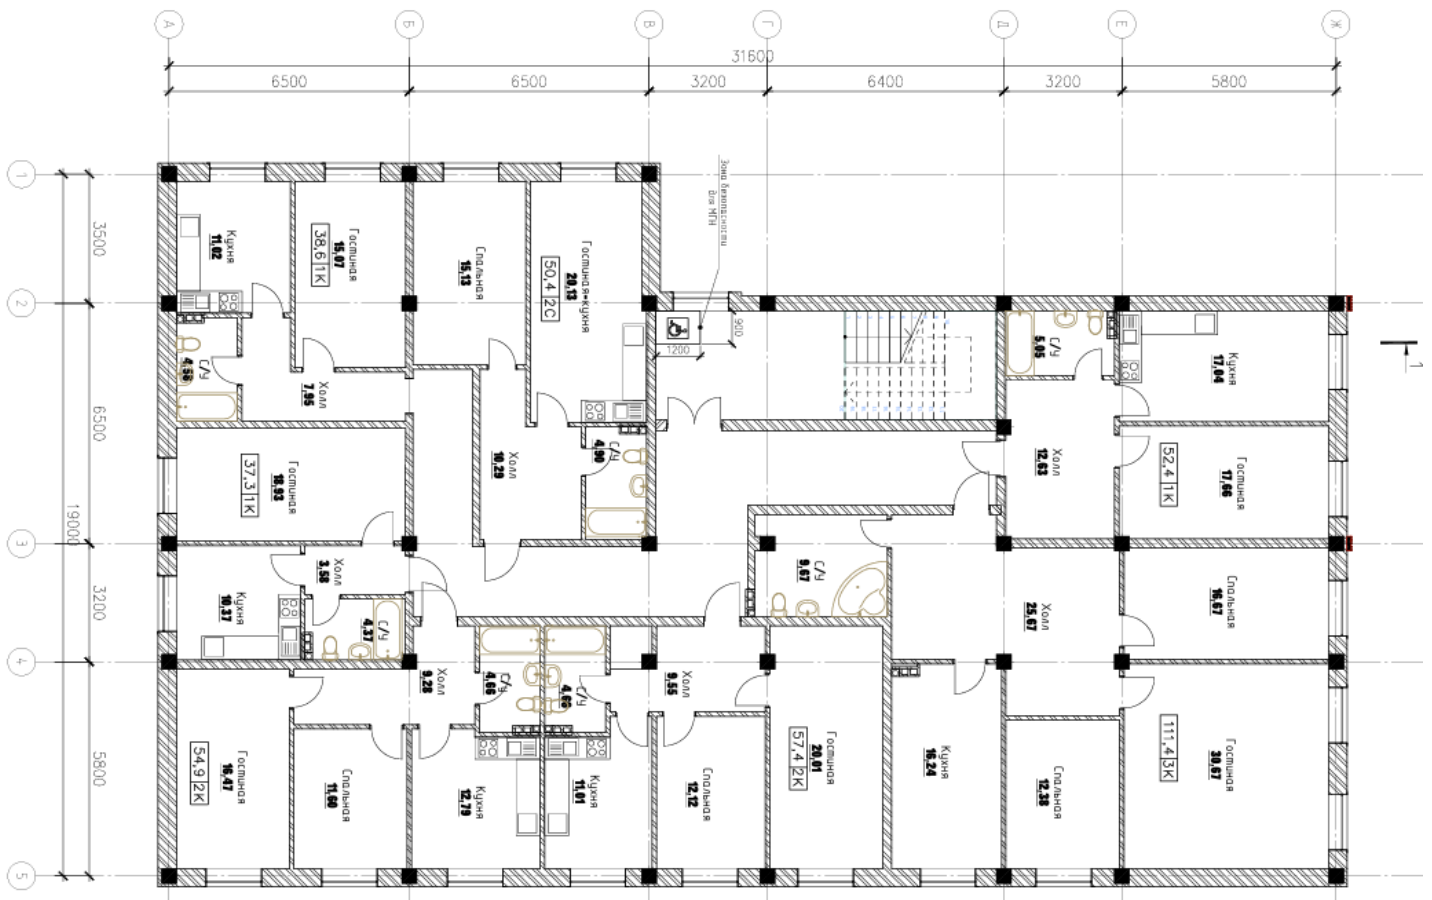 А
Б
В
Г
Д
Е
Ж
31600
6500
6500
3200
6400
3200
5800
1
2
3
4
5
3500
6500
3200
5800
19000
Зона безопасности
для МГН
900
1200
1
Кухня
11,02
Гостиная
15,07
38,6 1К
Спальная
15,13
Гостиная-кухня
20,13
50,4 2С
С/У
4,58
Холл
7,95
Холл
10,29
С/У
4,90
С/У
5,05
Кухня
17,04
Холл
12,63
Гостиная
17,66
52,4 1К
Гостиная
18,93
37,3 1К
Кухня
10,37
Холл
3,58
С/У
4,37
С/У
9,67
Холл
25,67
Спальная
16,67
Холл
9,28
С/У
4,66
С/У
4,66
Холл
9,55
Гостиная
16,47
54,9 2К
Спальная
11,60
Кухня
12,79
Кухня
11,01
Спальная
12,12
Гостиная
20,01
57,4 2К
Кухня
16,24
Спальная
12,38
Гостиная
30,67
111,4 3К